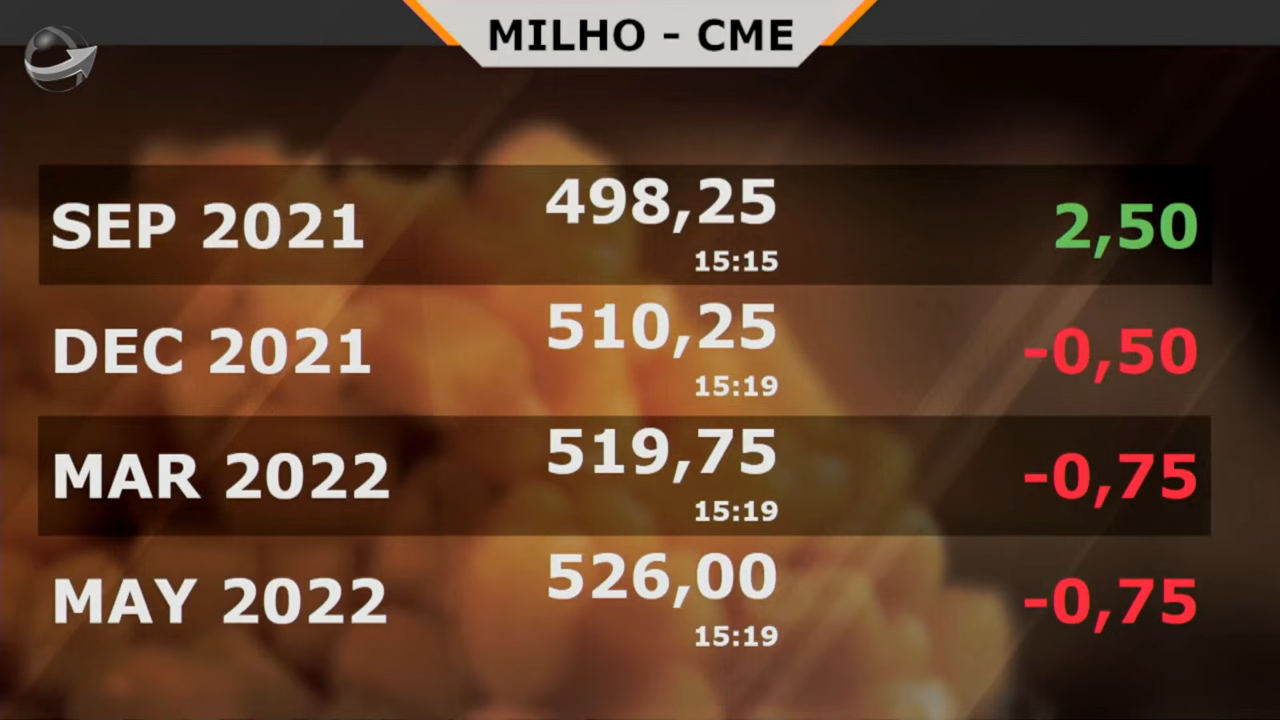 MILHO - CME
SEP 2021 498,25 2,50
15:15
DEC 2021 510,25 -0,50
15:19
MAR 2022 519,75 -0,75
15:19
MAY 2022 526,00 -0,75
15:19